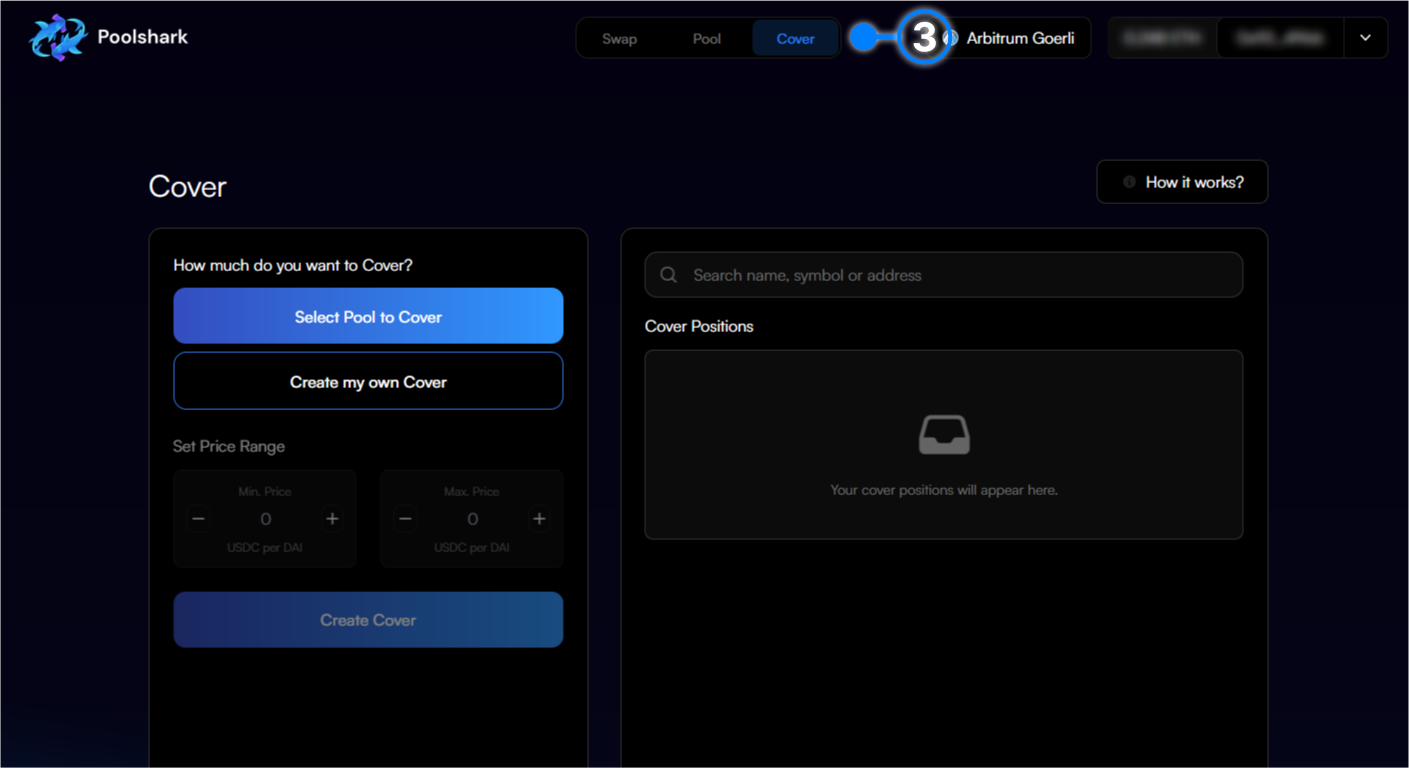 Poolshark
Swap Pool Cover 3 Arbitrum Goerli
Cover
How it works?
How much do you want to Cover?
Select Pool to Cover
Create my own Cover
Set Price Range
Min. Price Max. Price
0 0
USDC per DAI USDC per DAI
Create Cover
Search name, symbol or address
Cover Positions
Your cover positions will appear here.